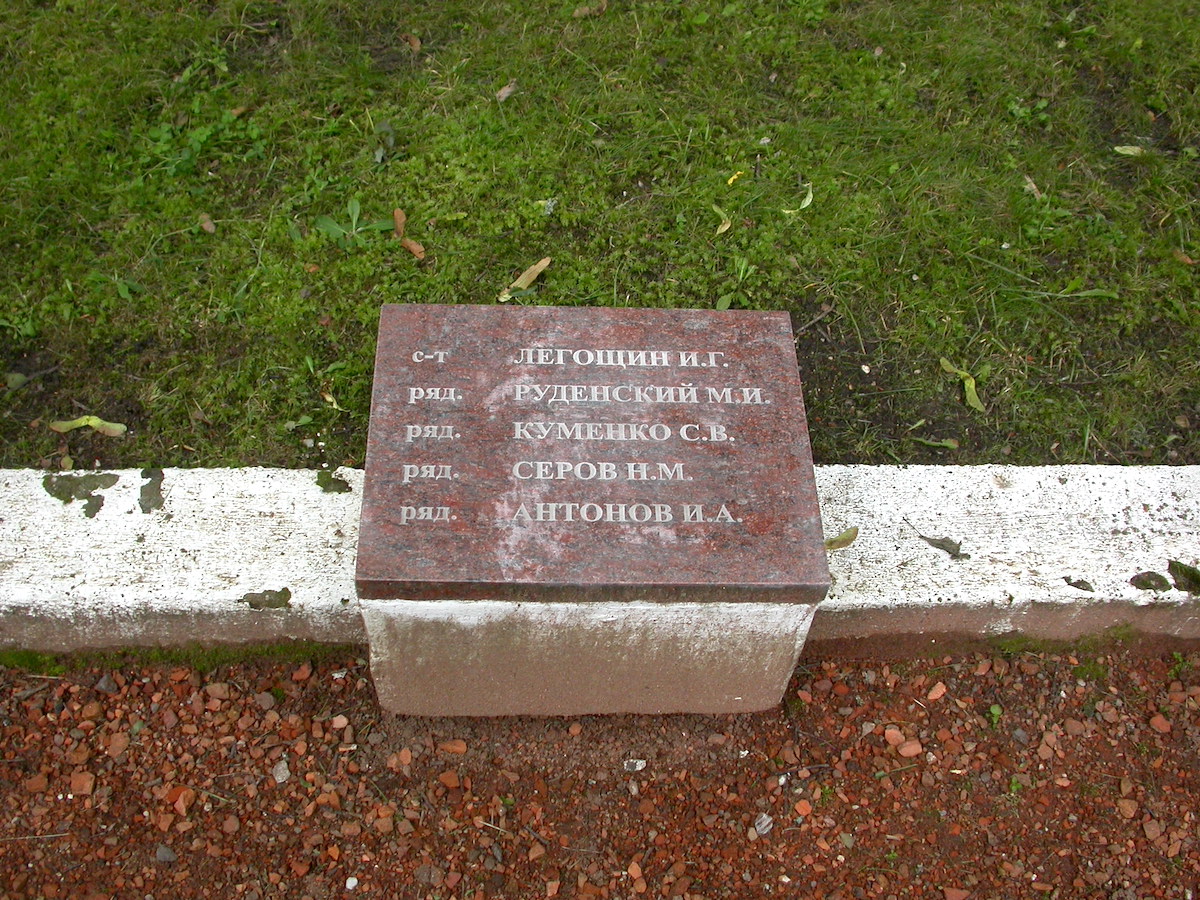 с-т ЛЕГОЩИН И.Г.
ряд. РУДЕНСКИЙ М.И.
ряд. КУМЕНКО С.В.
ряд. СЕРОВ Н.М.
ряд. АНТОНОВ И.А.